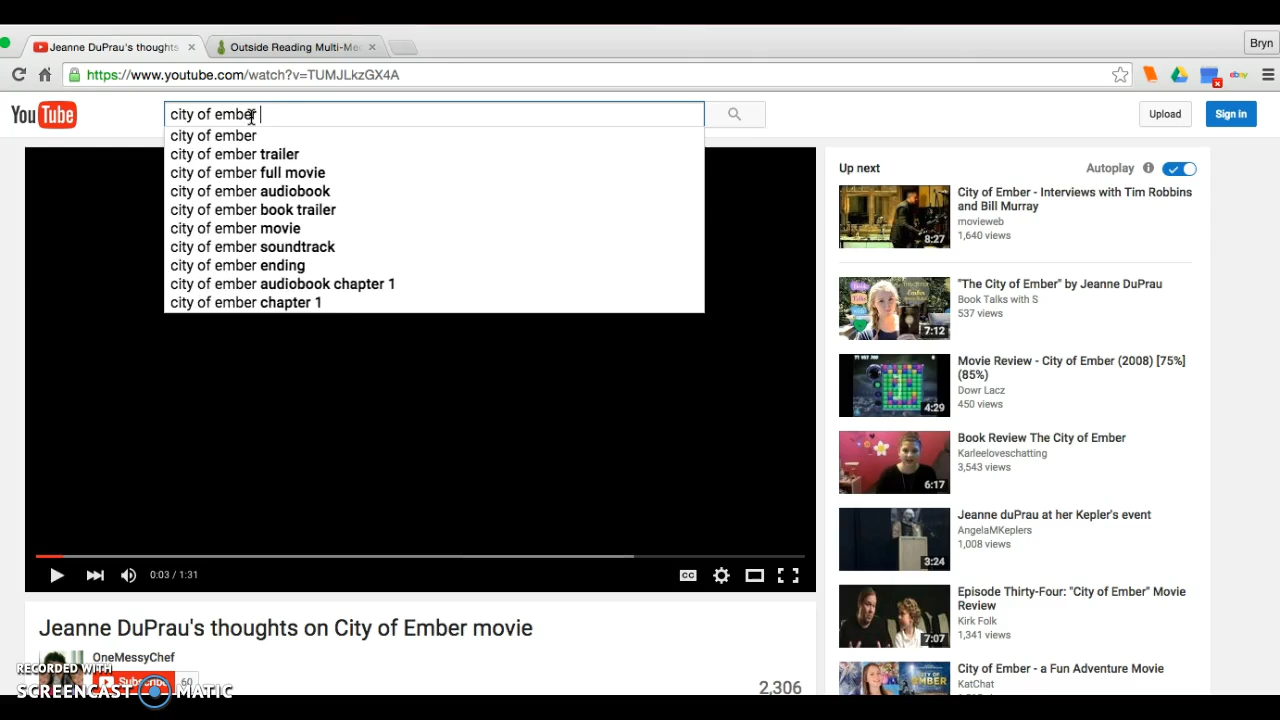 Jeanne DuPrau's thoughts
Outside Reading Multi-Me
Bryn
https://www.youtube.com/watch?v=TUMJLkzGX4A
ebay
YouTube
city of ember
Upload
Sign in
city of ember
city of ember trailer
city of ember full movie
city of ember audiobook
city of ember book trailer
city of ember movie
city of ember soundtrack
city of ember ending
city of ember audiobook chapter 1
city of ember chapter 1
0:03 / 1:31
CC
Jeanne DuPrau's thoughts on City of Ember movie
OneMessyChef
Subscribe
60
2,306
RECORDED WITH
SCREENCAST MATIC
Up next
Autoplay
City of Ember - Interviews with Tim Robbins
and Bill Murray
movieweb
1,640 views
8:27
"The City of Ember" by Jeanne DuPrau
Book Talks with S
537 views
7:12
Movie Review - City of Ember (2008) [75%]
(85%)
Dowr Lacz
450 views
4:29
Book Review The City of Ember
Karleeloveschatting
3,543 views
6:17
Jeanne duPrau at her Kepler's event
AngelaMKeplers
1,008 views
3:24
Episode Thirty-Four: "City of Ember" Movie
Review
Kirk Folk
1,341 views
7:07
City of Ember - a Fun Adventure Movie
KatChat